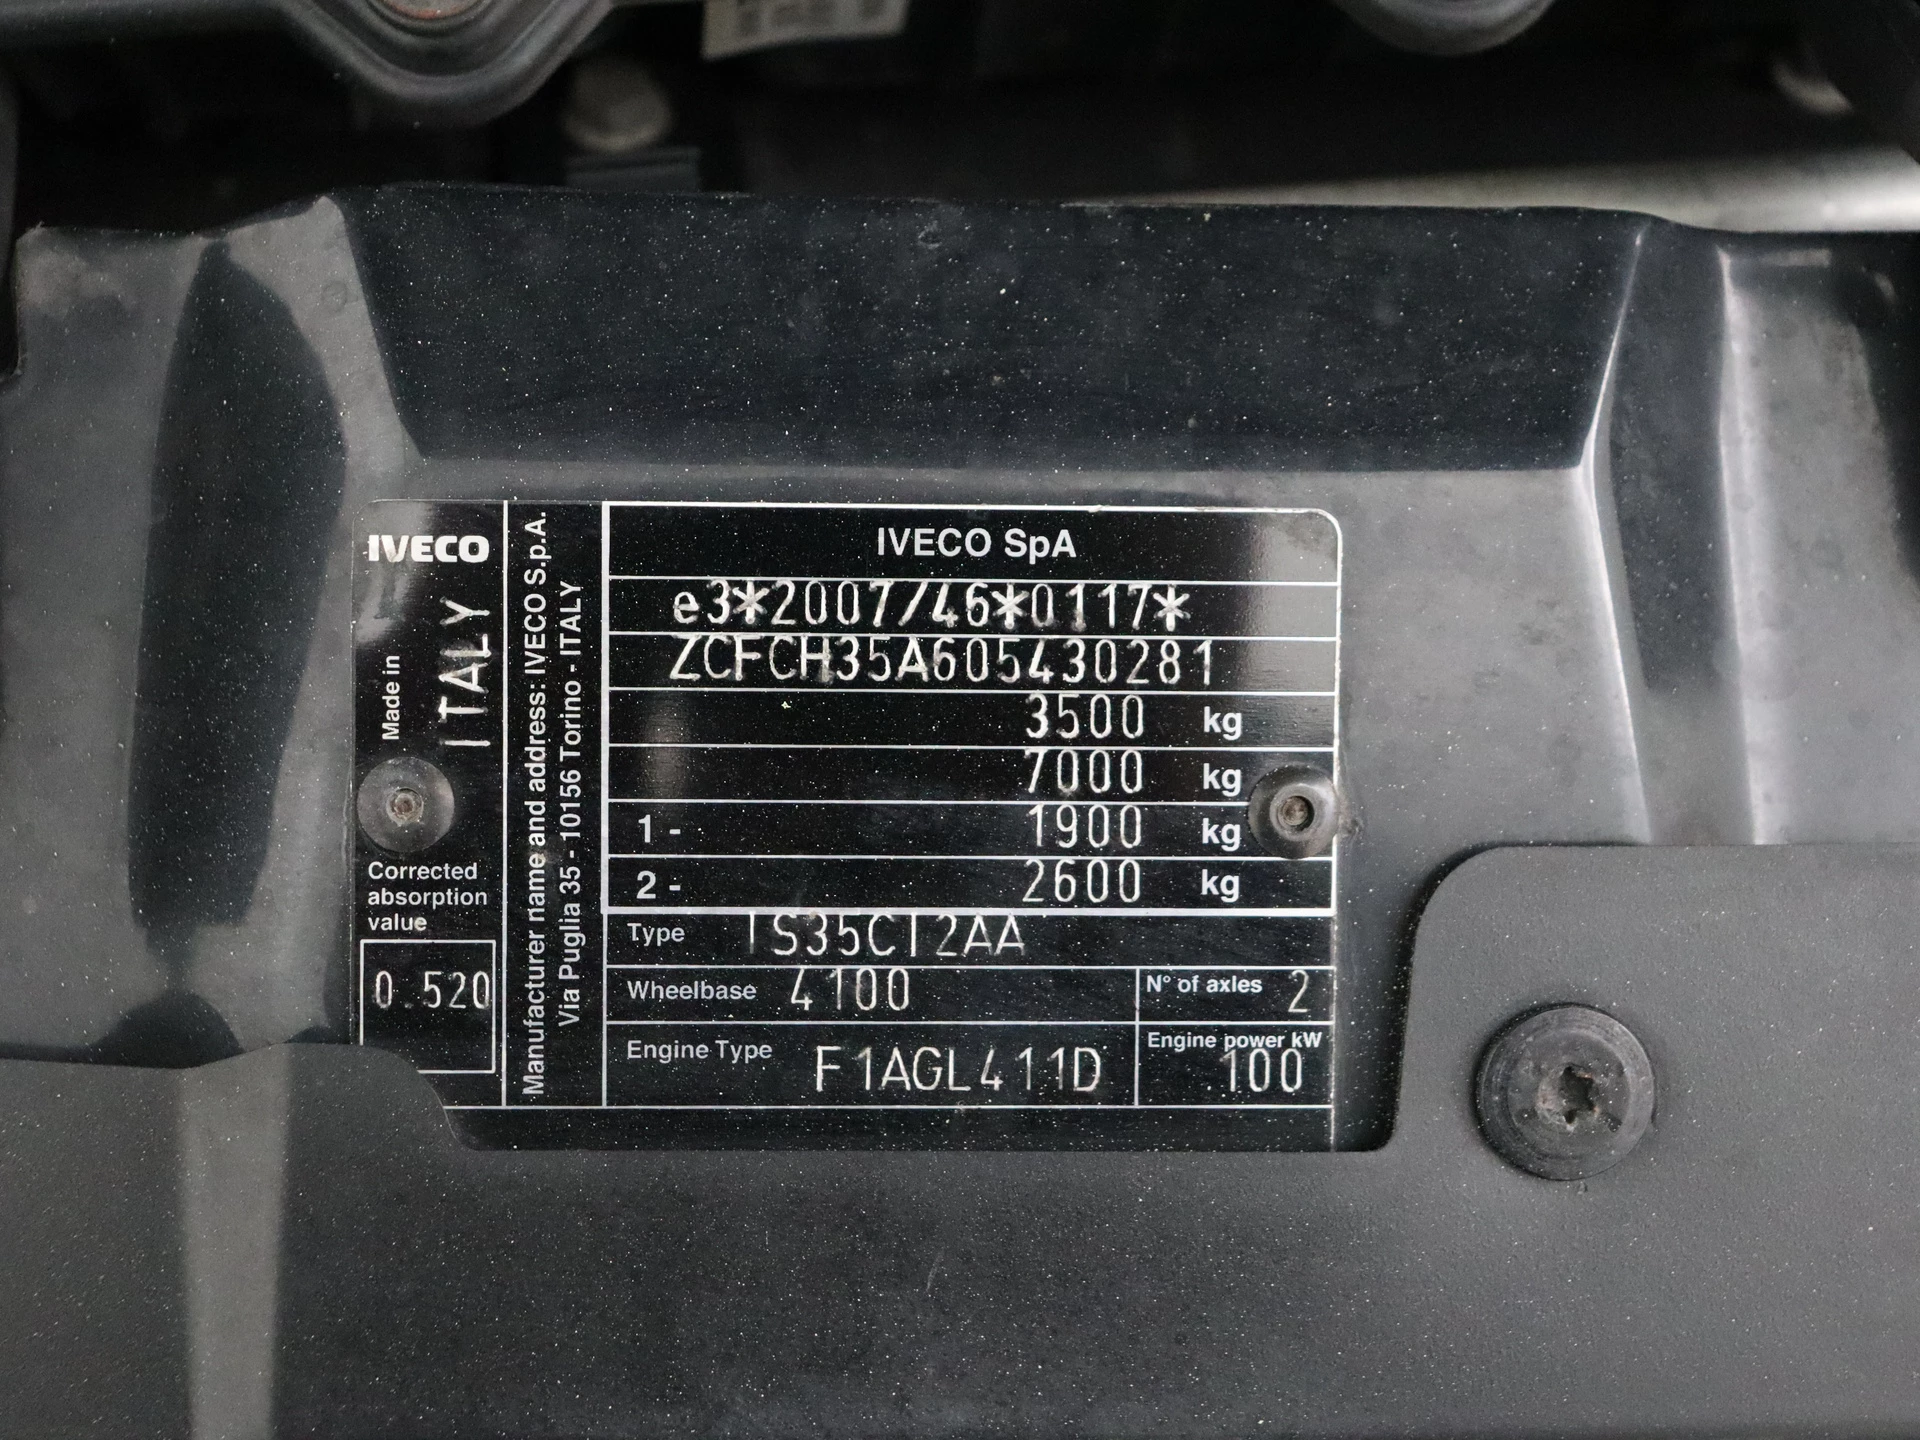 IVECO
Made in ITALY
Corrected
absorption
value
0.520
Manufacturer name and address: IVECO S.p.A.
Via Puglia 35 - 10156 Torino - ITALY
IVECO SpA
e3*2007/46*0117*
ZCFCH35A605430281
3500 kg
7000 kg
1 - 1900 kg
2 - 2600 kg
Type IS35CI2AA
Wheelbase 4100 N° of axles 2
Engine Type F1AGL411D Engine power kW 100